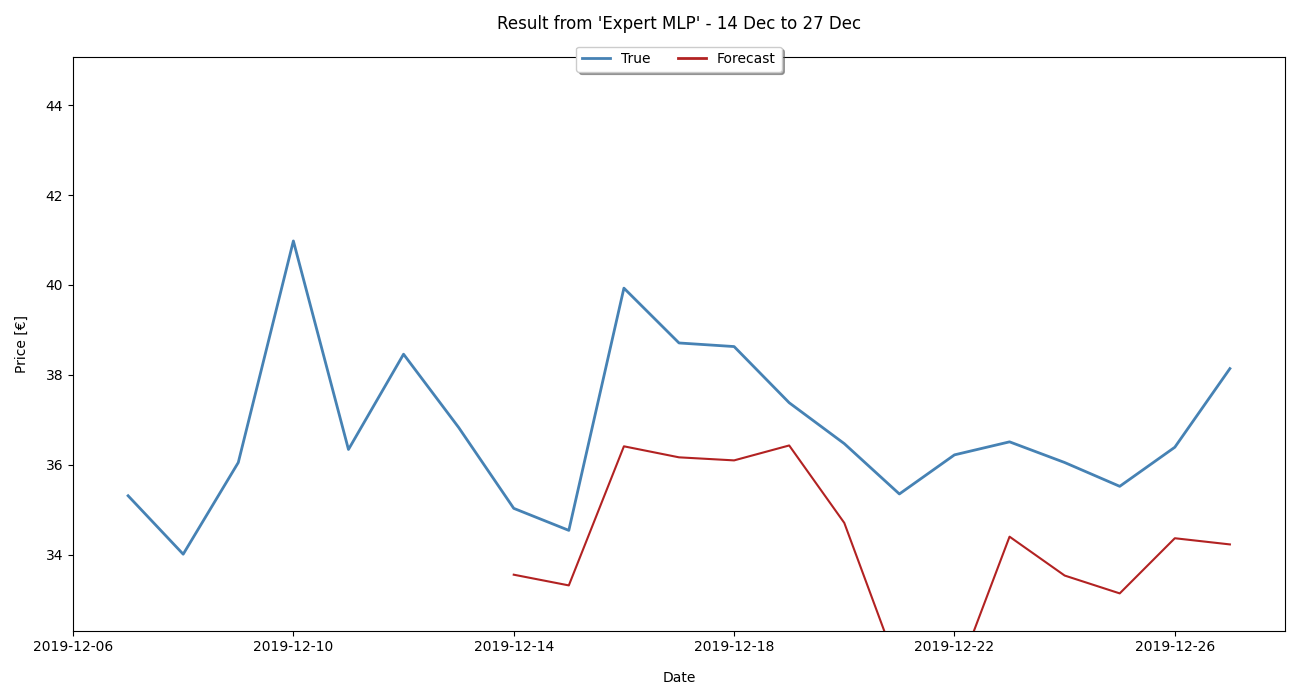 Result from 'Expert MLP' - 14 Dec to 27 Dec
True Forecast
44
42
40
38
36
34
Price [€]
2019-12-06 2019-12-10 2019-12-14 2019-12-18 2019-12-22 2019-12-26
Date